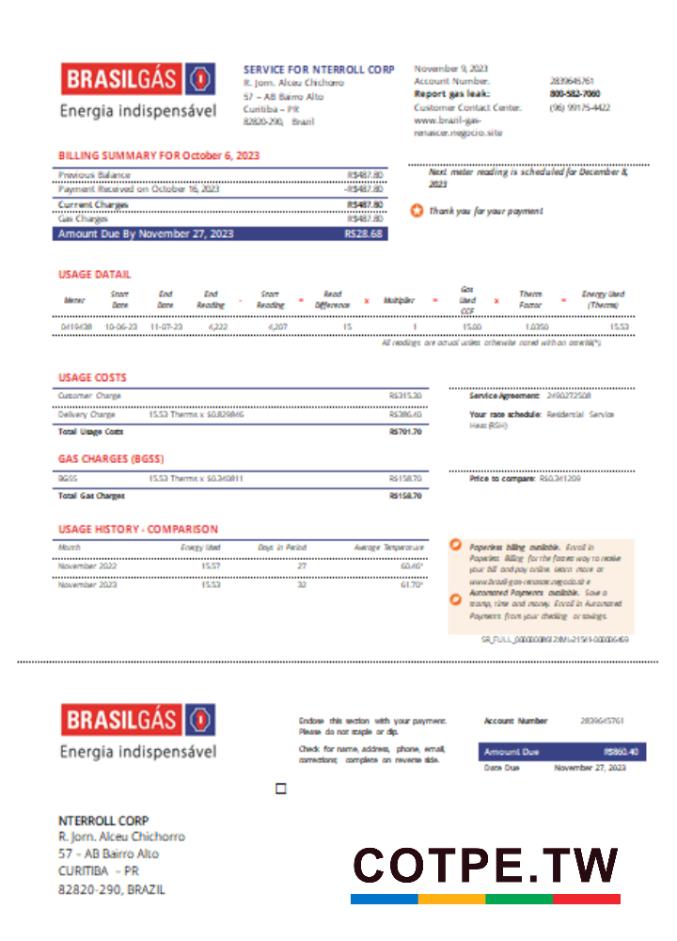 BRASILGÁS
Energia indispensável
SERVICE FOR NTERROLL CORP
R. Jorn. Alceu Chichorro
57 – AB Bairro Alto
Curitiba – PR
82820-290, Brazil
November 9, 2023
Account Number. 2839645761
Report gas leak: 800-582-7060
Customer Contact Center. (96) 99175-4422
www.brazil-gas-
renascer.negocio.site
BILLING SUMMARY FOR October 6, 2023
Previous Balance R$487.80
Payment Received on October 16, 2023 -R$487.80
Current Charges R$487.80
Gas Charges R$487.80
Amount Due By November 27, 2023 R$28.68
Next meter reading is scheduled for December 8,
2023
Thank you for your payment
USAGE DATAIL
Meter Start Date End Date End Reading - Start Reading = Read Difference x Multiplier = Gas Used CCF x Therm Factor = Energy Used (Therms)
0419438 10-06-23 11-07-23 4,222 4,207 15 1 15.00 1.0350 15.53
All readings are actual unless otherwise noted with an asterisk(*).
USAGE COSTS
Customer Charge R$315.30
Delivery Charge 15.53 Therms x $0.829846 R$386.40
Total Usage Costs R$701.70
Service Agreement: 2490272508
Your rate schedule: Residential Service
Heat (RSH)
GAS CHARGES (BGSS)
BGSS 15.53 Therms x $0.340811 R$158.70
Total Gas Charges R$158.70
Price to compare: R$0.341209
USAGE HISTORY - COMPARISON
Month Energy Used Days in Period Average Temperature
November 2022 15.57 27 60.46°
November 2023 15.53 32 61.70°
Paperless billing available. Enroll in
Paperless Billing for the fastest way to receive
your bill and pay online. Learn more at
www.brasil-gas-renascer.negocio.site
Automated Payments available. Save a
stamp, time and money. Enroll in Automated
Payments from your checking or savings.
BRASILGÁS
Energia indispensável
Endose this section with your payment.
Please do not staple or clip.
Check for name, address, phone, email,
corrections; complete on reverse side.
Account Number 2839645761
Amount Due R$860.40
Date Due November 27, 2023
NTERROLL CORP
R. Jorn. Alceu Chichorro
57 – AB Bairro Alto
CURITIBA – PR
82820-290, BRAZIL
COTPE.TW